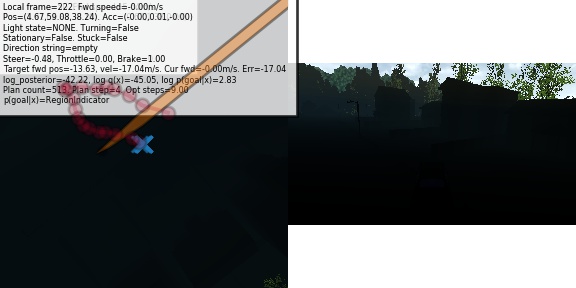 Local frame=222. Fwd speed=-0.00m/s
Pos=(4.67,59.08,38.24). Acc=(-0.00,0.01,-0.00)
Light state=NONE. Turning=False
Stationary=False. Stuck=False
Direction string=empty
Steer=-0.48, Throttle=0.00, Brake=1.00
Target fwd pos=-13.63, vel=-17.04m/s. Cur fwd=-0.00m/s. Err=-17.04
log_posterior=-42.22, log q(x)=-45.05, log p(goal|x)=2.83
Plan count=513, Plan step=4, Opt steps=9.00
p(goal|x)=RegionIndicator